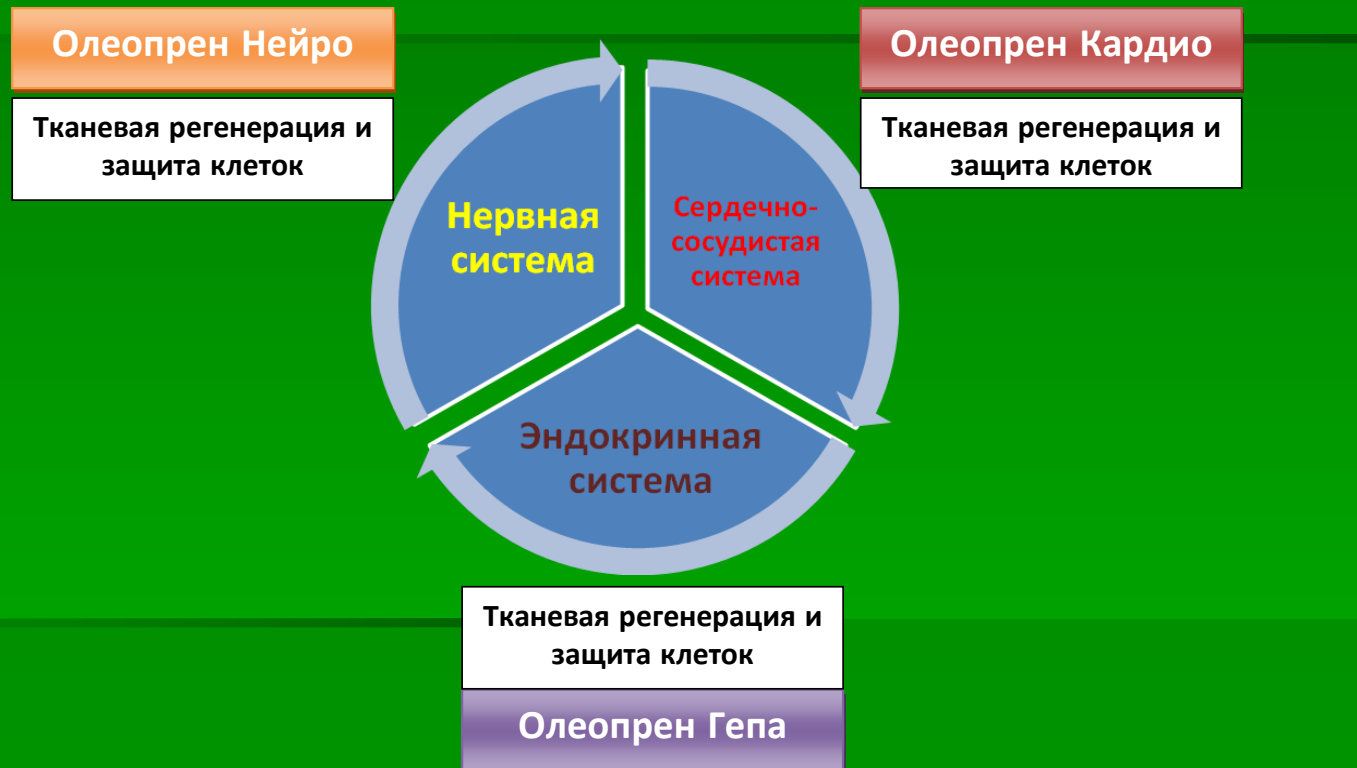 Олеопрен Нейро
Тканевая регенерация и
защита клеток
Олеопрен Кардио
Тканевая регенерация и
защита клеток
Нервная
система
Сердечно-
сосудистая
система
Эндокринная
система
Тканевая регенерация и
защита клеток
Олеопрен Гепа